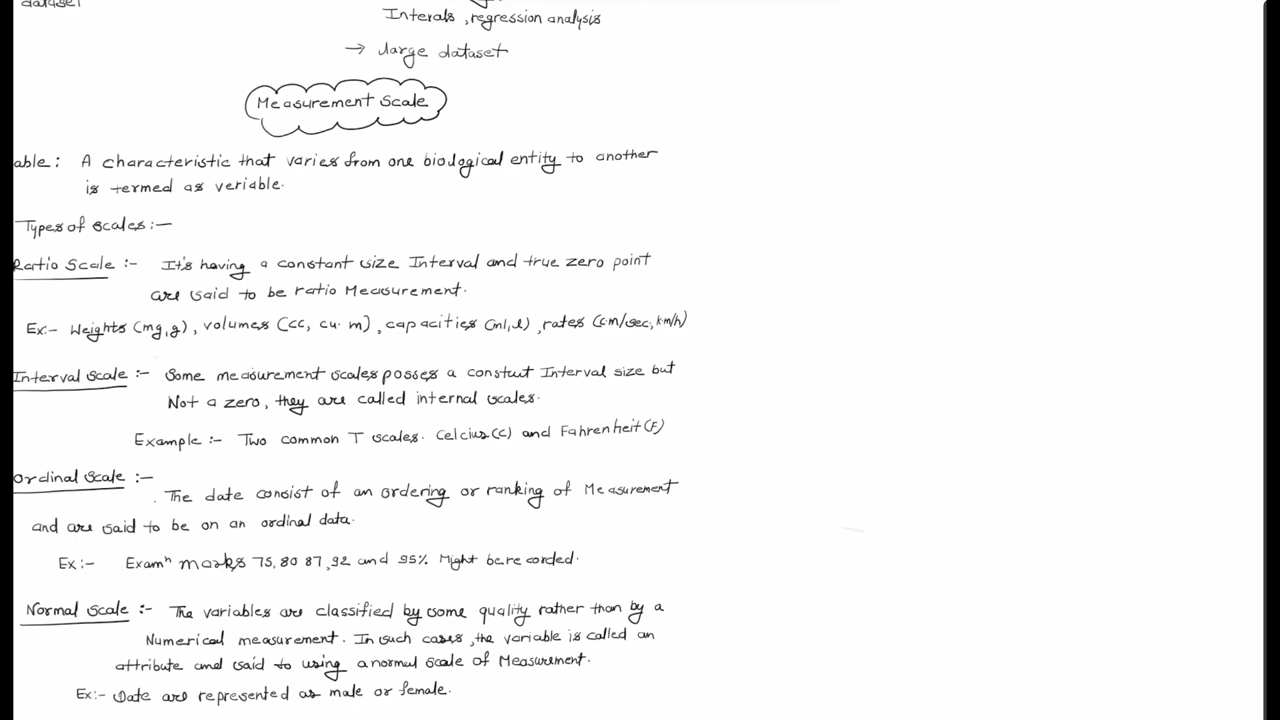 dataset
Interals, regression analysis
→ large dataset
Measurement Scale
able: A characteristic that varies from one biological entity to another
is termed as veriable.
Types of scales:-
Ratio Scale :- It's having a constant size Interval and true zero point
are said to be ratio Measurement.
Ex:- Weights (mg,g), volumes (cc, cu. m), capacities (ml, l), rates (cm/sec, km/h)
Interval Scale :- Some measurement scales posses a constut Interval size but
Not a zero, they are called internal scales.
Example :- Two common T scales. Celcius(C) and Fahrenheit(F)
Ordinal Scale :-
The date consist of an ordering or ranking of Measurement
and are said to be on an ordinal data.
Ex:- Examⁿ marks 75, 80 87, 92 and 95% Might be recorded.
Normal Scale :- The variables are classified by some quality rather than by a
Numerical measurement. In such cases, the variable is called an
attribute and said to using a normal scale of Measurement.
Ex:- Date are represented as male or female.